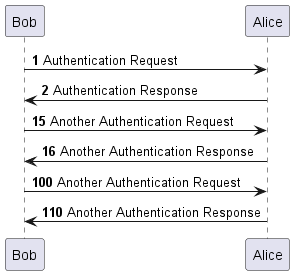 Bob Alice
1 Authentication Request
2 Authentication Response
15 Another Authentication Request
16 Another Authentication Response
100 Another Authentication Request
110 Another Authentication Response
Bob Alice